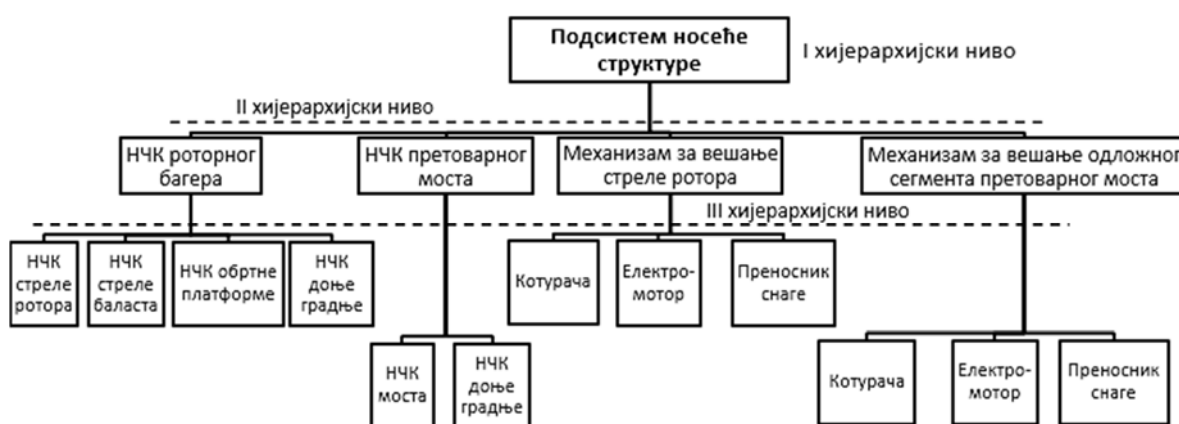 Подсистем носеће
структуре
I хијерархијски ниво
II хијерархијски ниво
НЧК роторног
багера
НЧК претоварног
моста
Механизам за вешање
стреле ротора
Механизам за вешање одложног
сегмента претоварног моста
III хијерархијски ниво
НЧК
стреле
ротора
НЧК
стреле
баласта
НЧК обртне
платформе
НЧК
доње
градње
Котурача
Електро-
мотор
Преносник
снаге
НЧК
моста
НЧК
доње
градње
Котурача
Електро-
мотор
Преносник
снаге